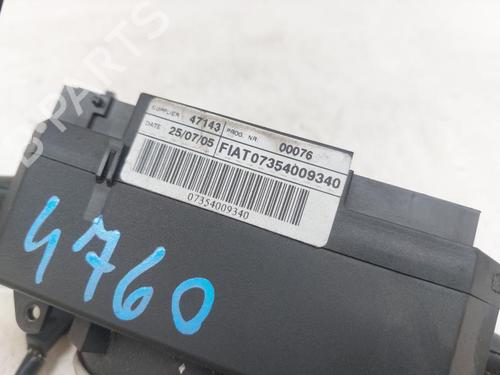 SUPPLIER 47143 PROG. NR. 00076
DATE 25/07/05 FIAT07354009340
07354009340
4760